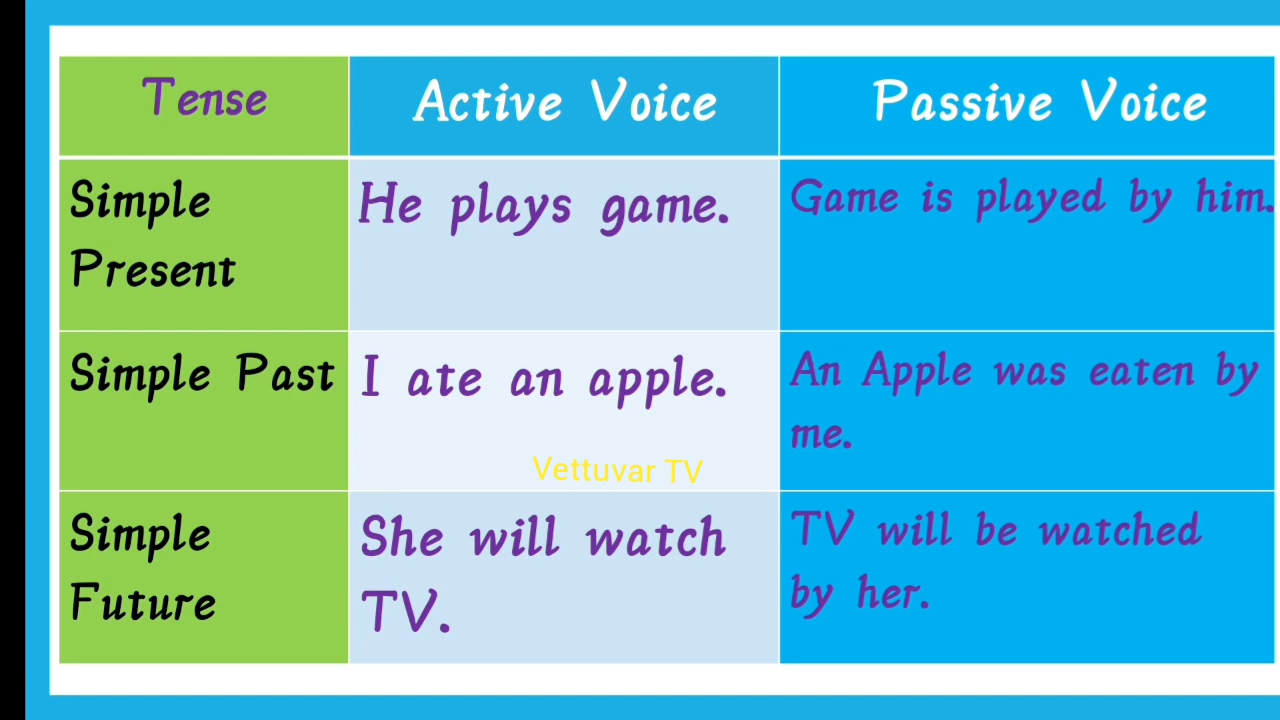 Tense
Active Voice
Passive Voice
Simple
Present
He plays game.
Game is played by him.
Simple Past
I ate an apple.
An Apple was eaten by
me.
Vettuvar TV
Simple
Future
She will watch
TV.
TV will be watched
by her.